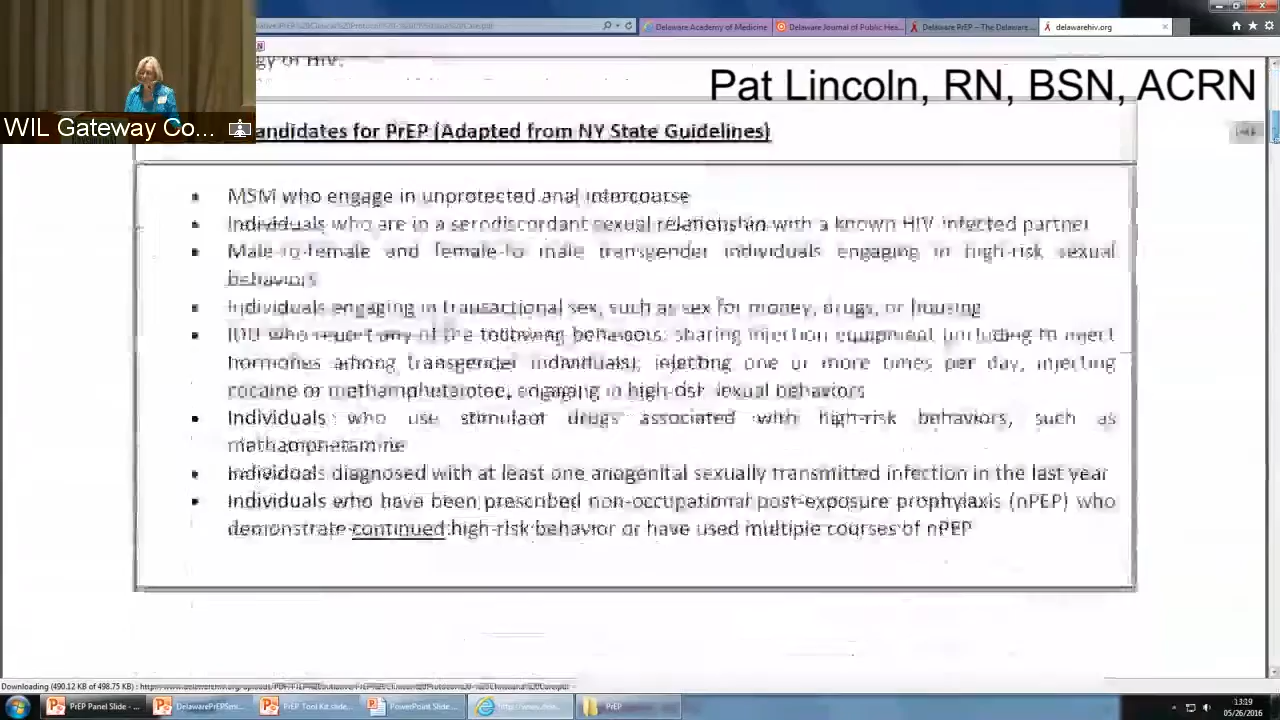 Delaware Academy of Medicine
Delaware Journal of Public Hea...
Delaware PrEP – The Delaware ...
delawarehiv.org
gy of HIV.
Pat Lincoln, RN, BSN, ACRN
WIL Gateway Co...
andidates for PrEP (Adapted from NY State Guidelines)
MSM who engage in unprotected anal intercourse
Individuals who are in a serodiscordant sexual relationship with a known HIV infected partner
Male-to-female and female-to male transgender individuals engaging in high-risk sexual
behaviors
Individuals engaging in transactional sex, such as sex for money, drugs, or housing
IDU who report any of the following behaviors: sharing injection equipment (including to inject
hormones among transgender individuals), injecting one or more times per day, injecting
cocaine or methamphetamine, engaging in high-risk sexual behaviors
Individuals who use stimulant drugs associated with high-risk behaviors, such as
methamphetamine
Individuals diagnosed with at least one anogenital sexually transmitted infection in the last year
Individuals who have been prescribed non-occupational post-exposure prophylaxis (nPEP) who
demonstrate continued high-risk behavior or have used multiple courses of nPEP
Downloading (490.12 KB of 498.75 KB) :
PrEP Panel Slide - ...
DelawarePrEPSemi...
PrEP Tool Kit.slide...
PowerPoint Slide ...
PrEP
13:19
05/26/2016